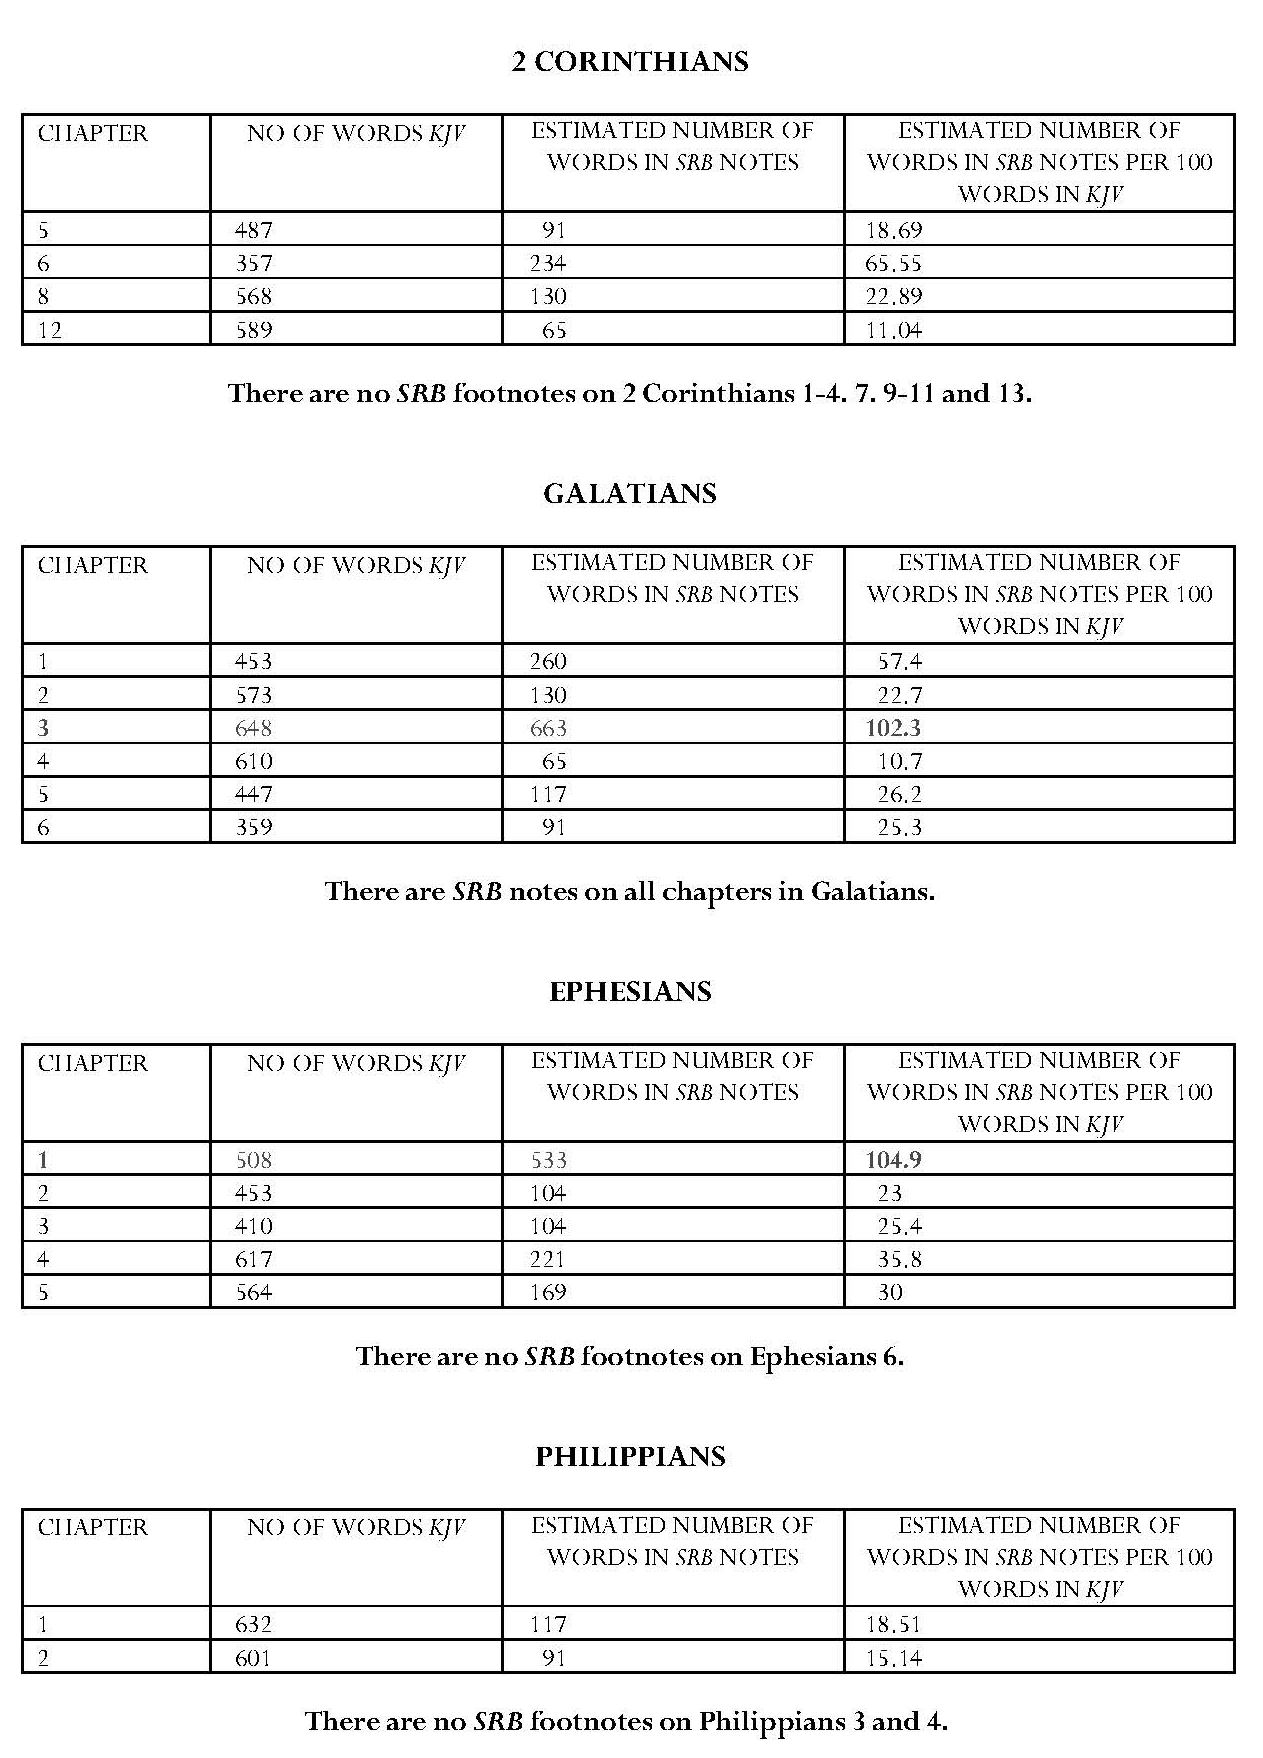 2 CORINTHIANS
CHAPTER NO OF WORDS KJV ESTIMATED NUMBER OF WORDS IN SRB NOTES ESTIMATED NUMBER OF WORDS IN SRB NOTES PER 100 WORDS IN KJV
5 487 91 18.69
6 357 234 65.55
8 568 130 22.89
12 589 65 11.04
There are no SRB footnotes on 2 Corinthians 1-4. 7. 9-11 and 13.
GALATIANS
CHAPTER NO OF WORDS KJV ESTIMATED NUMBER OF WORDS IN SRB NOTES ESTIMATED NUMBER OF WORDS IN SRB NOTES PER 100 WORDS IN KJV
1 453 260 57.4
2 573 130 22.7
3 648 663 102.3
4 610 65 10.7
5 447 117 26.2
6 359 91 25.3
There are SRB notes on all chapters in Galatians.
EPHESIANS
CHAPTER NO OF WORDS KJV ESTIMATED NUMBER OF WORDS IN SRB NOTES ESTIMATED NUMBER OF WORDS IN SRB NOTES PER 100 WORDS IN KJV
1 508 533 104.9
2 453 104 23
3 410 104 25.4
4 617 221 35.8
5 564 169 30
There are no SRB footnotes on Ephesians 6.
PHILIPPIANS
CHAPTER NO OF WORDS KJV ESTIMATED NUMBER OF WORDS IN SRB NOTES ESTIMATED NUMBER OF WORDS IN SRB NOTES PER 100 WORDS IN KJV
1 632 117 18.51
2 601 91 15.14
There are no SRB footnotes on Philippians 3 and 4.